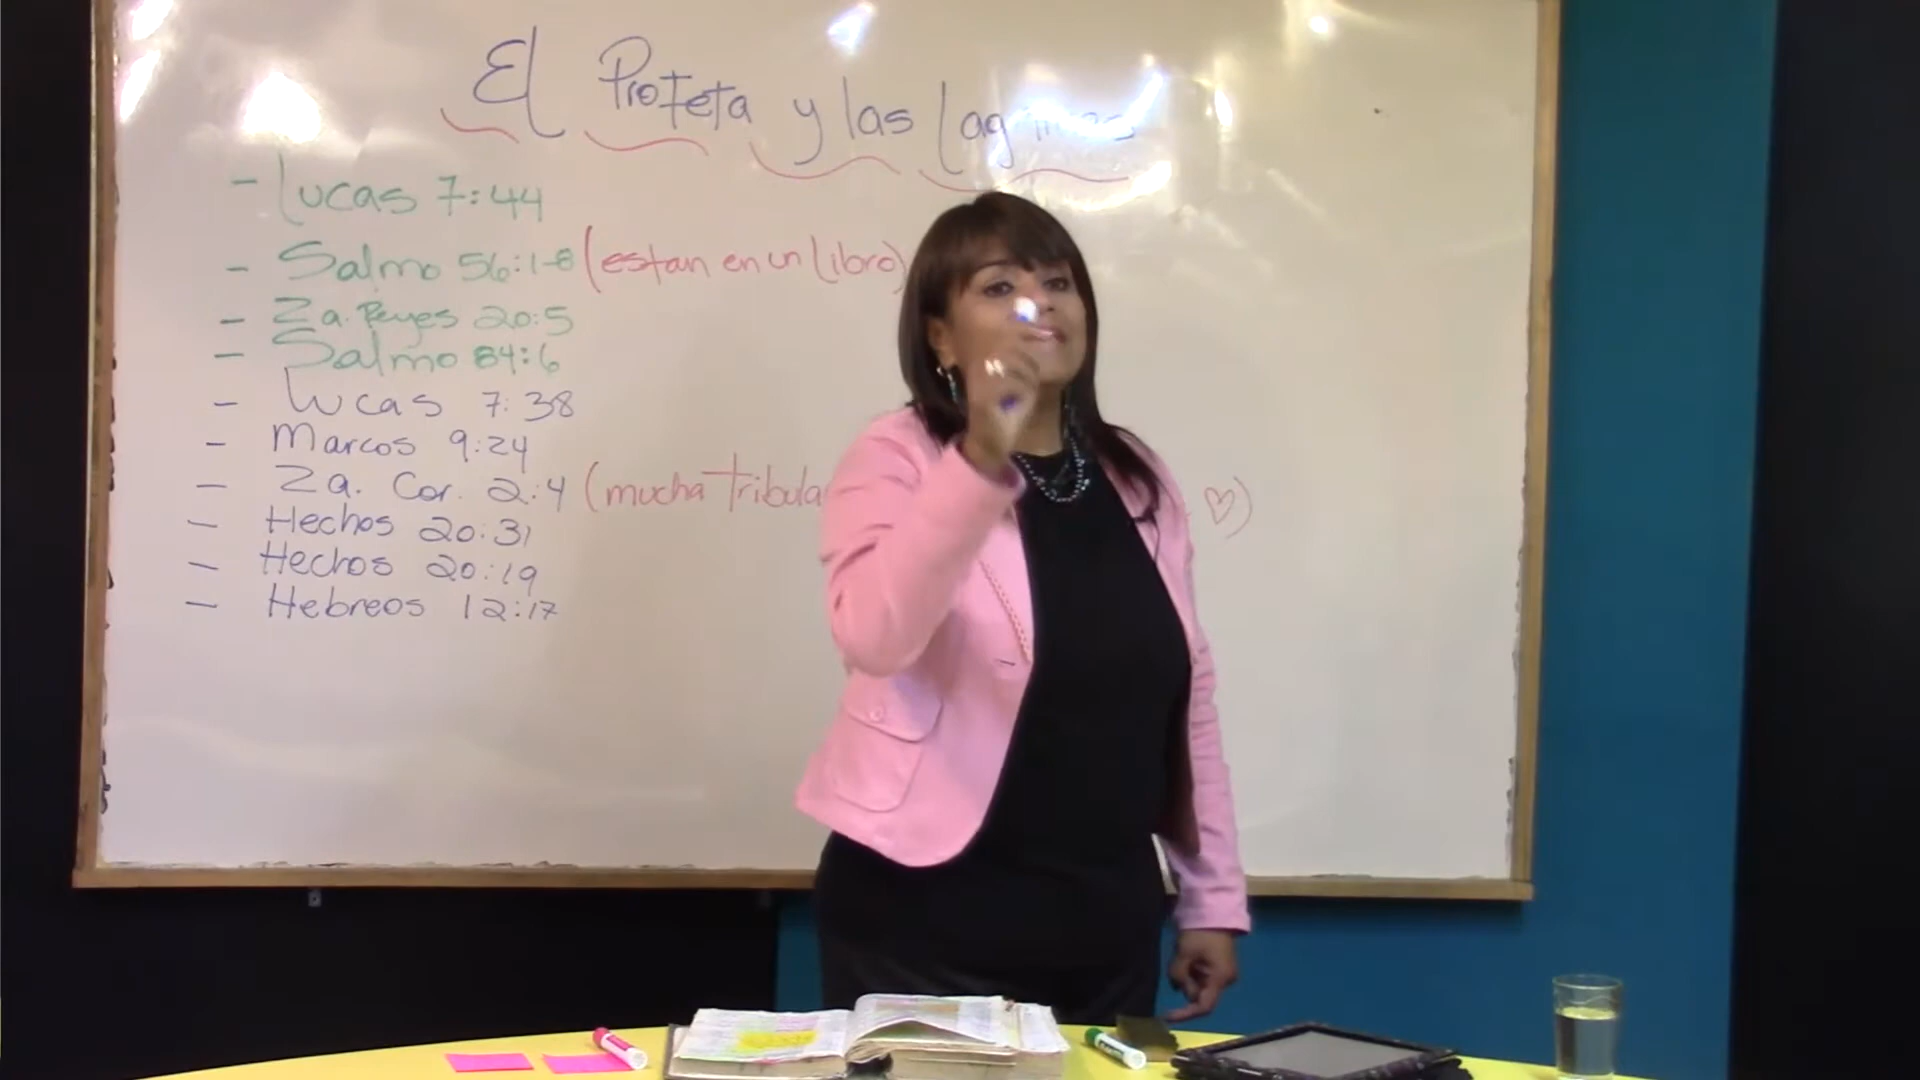 El Profeta y las Lagrimas
- Lucas 7:44
- Salmo 56:1-8 (estan en un Libro)
- 2a. Reyes 20:5
- Salmo 84:6
- Lucas 7:38
- Marcos 9:24
- 2a. Cor. 2:4 (mucha tribula ♡)
- Hechos 20:31
- Hechos 20:19
- Hebreos 12:17